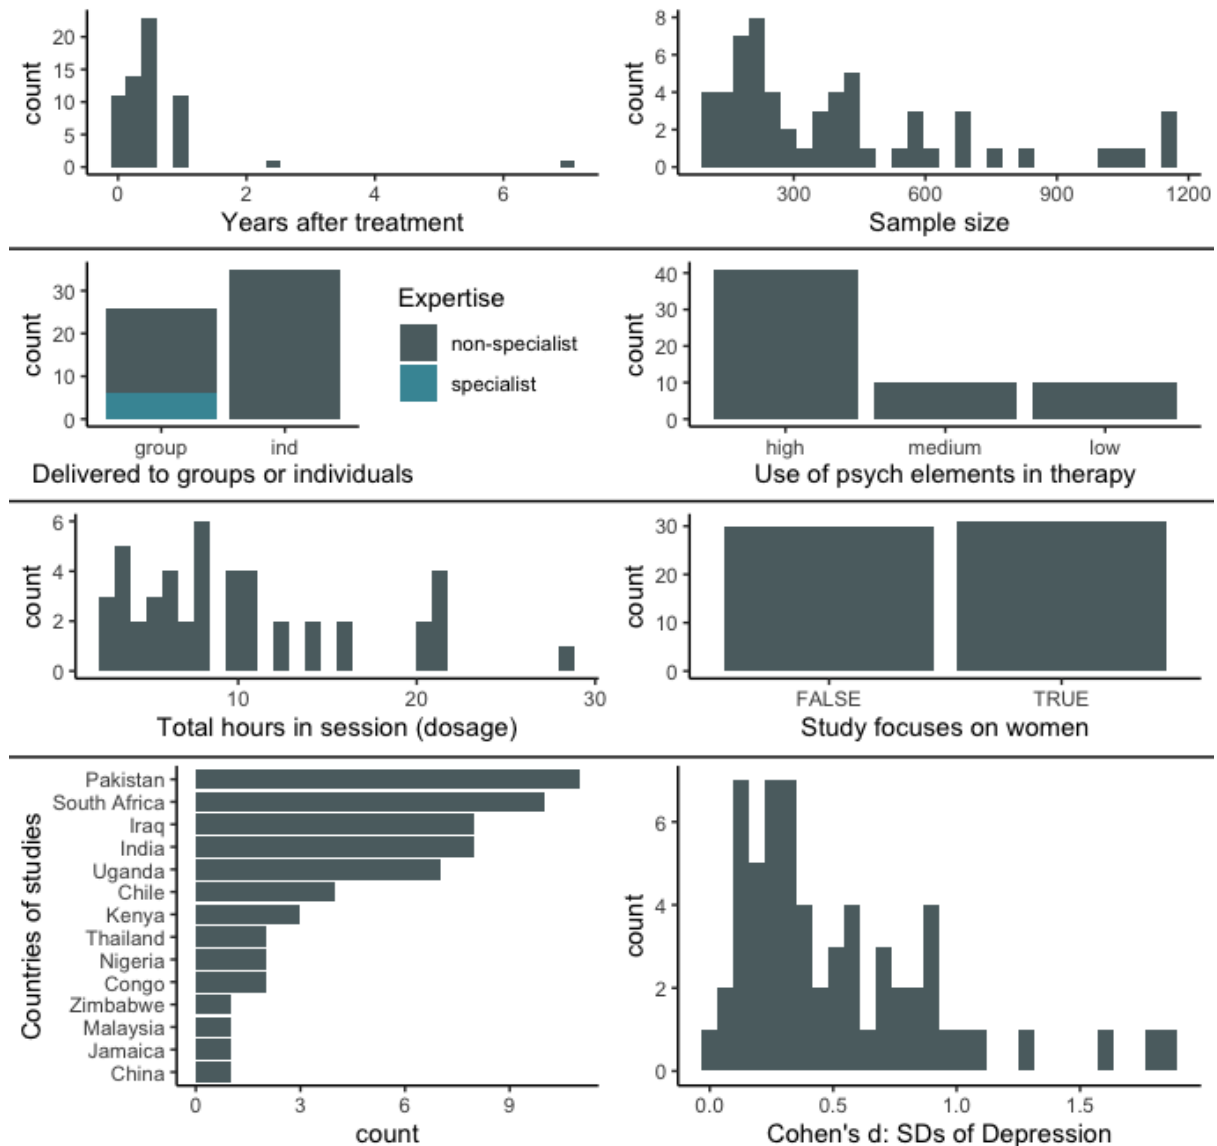 count
20
15
10
5
0
0 2 4 6
Years after treatment
count
8
6
4
2
0
300 600 900 1200
Sample size
count
30
20
10
0
group ind
Delivered to groups or individuals
Expertise
non-specialist
specialist
count
40
30
20
10
0
high medium low
Use of psych elements in therapy
count
6
4
2
0
10 20 30
Total hours in session (dosage)
count
30
20
10
0
FALSE TRUE
Study focuses on women
Countries of studies
Pakistan
South Africa
Iraq
India
Uganda
Chile
Kenya
Thailand
Nigeria
Congo
Zimbabwe
Malaysia
Jamaica
China
0 3 6 9
count
count
6
4
2
0
0.0 0.5 1.0 1.5
Cohen's d: SDs of Depression